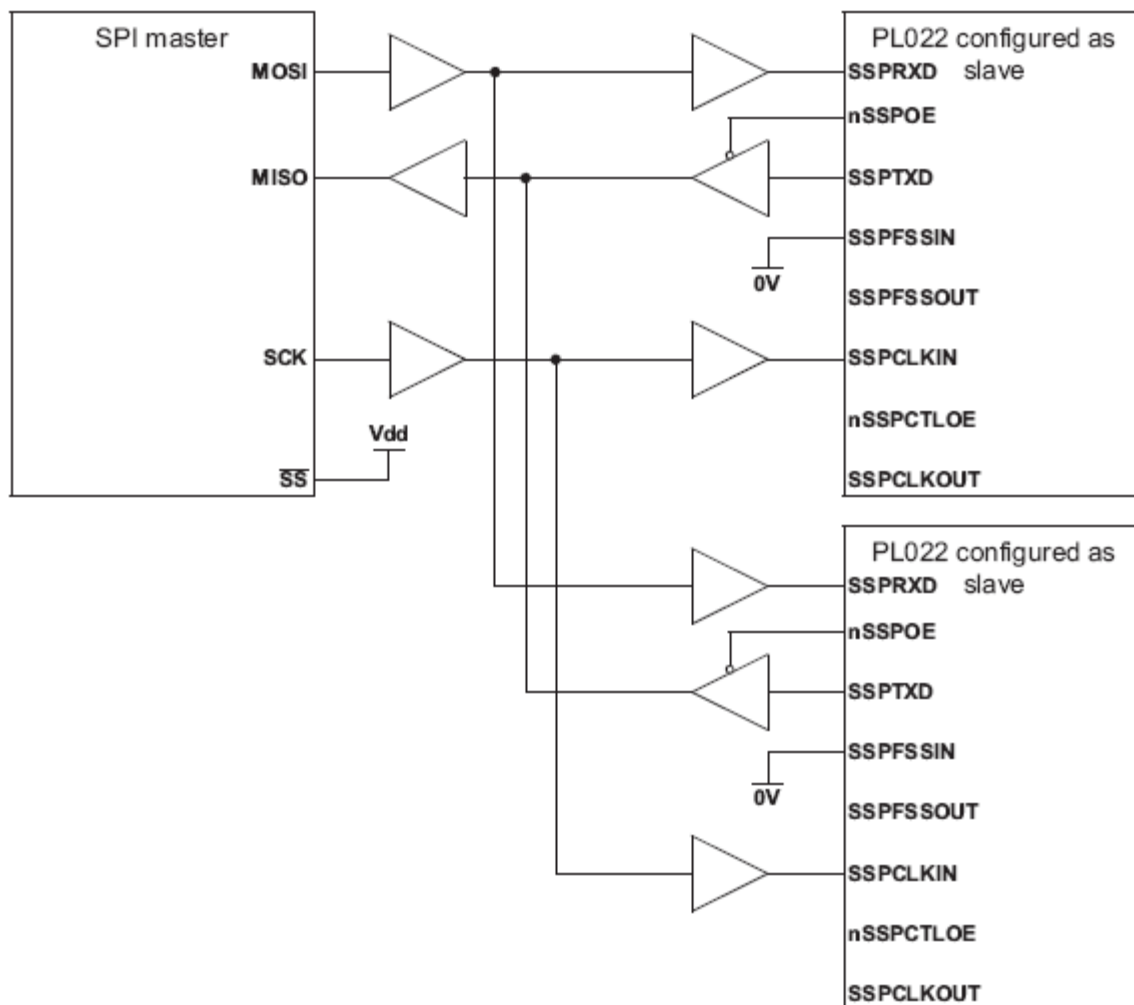 SPI master
MOSI
MISO
SCK
Vdd
SS
PL022 configured as
SSPRXD slave
nSSPOE
SSPTXD
SSPFSSIN
0V
SSPFSSOUT
SSPCLKIN
nSSPCTLOE
SSPCLKOUT
PL022 configured as
SSPRXD slave
nSSPOE
SSPTXD
SSPFSSIN
0V
SSPFSSOUT
SSPCLKIN
nSSPCTLOE
SSPCLKOUT